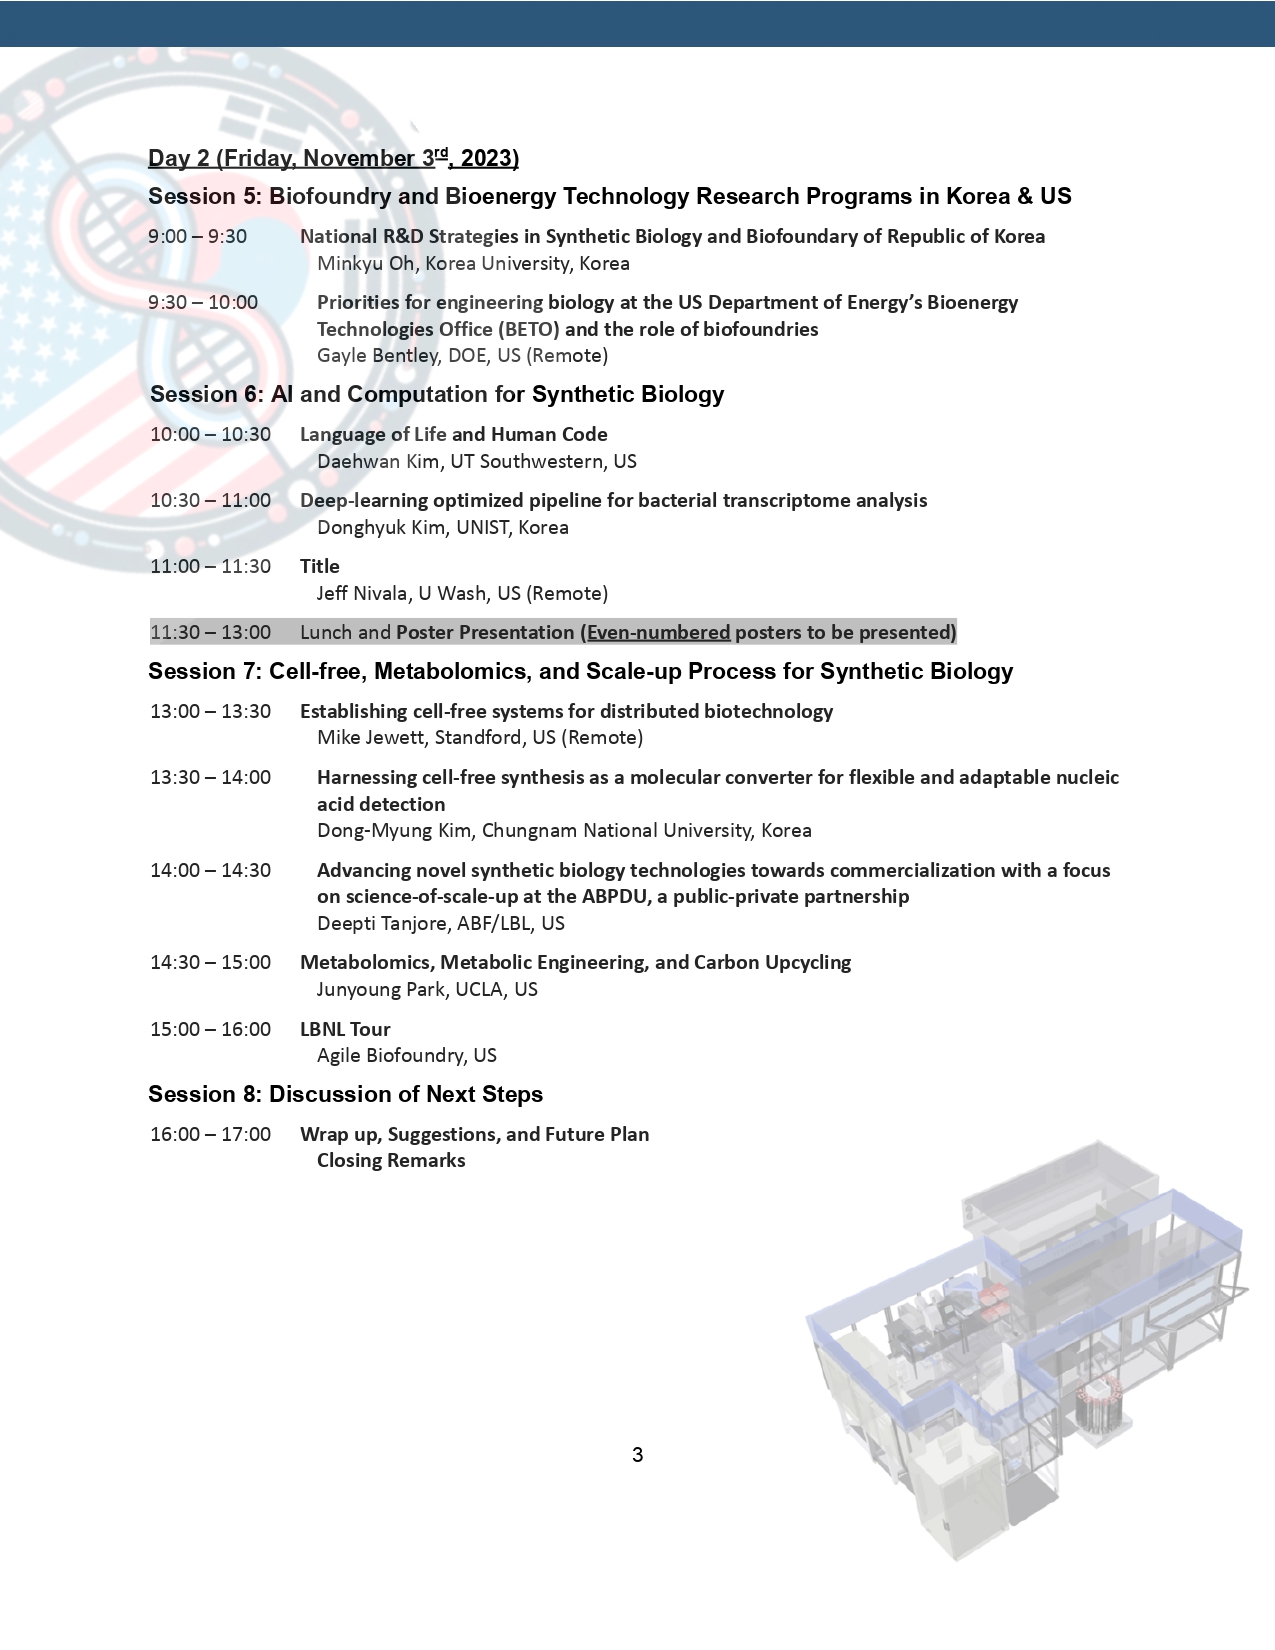 Day 2 (Friday, November 3rd, 2023)
Session 5: Biofoundry and Bioenergy Technology Research Programs in Korea & US
9:00 – 9:30 National R&D Strategies in Synthetic Biology and Biofoundary of Republic of Korea
Minkyu Oh, Korea University, Korea
9:30 – 10:00 Priorities for engineering biology at the US Department of Energy’s Bioenergy
Technologies Office (BETO) and the role of biofoundries
Gayle Bentley, DOE, US (Remote)
Session 6: AI and Computation for Synthetic Biology
10:00 – 10:30 Language of Life and Human Code
Daehwan Kim, UT Southwestern, US
10:30 – 11:00 Deep-learning optimized pipeline for bacterial transcriptome analysis
Donghyuk Kim, UNIST, Korea
11:00 – 11:30 Title
Jeff Nivala, U Wash, US (Remote)
11:30 – 13:00 Lunch and Poster Presentation (Even-numbered posters to be presented)
Session 7: Cell-free, Metabolomics, and Scale-up Process for Synthetic Biology
13:00 – 13:30 Establishing cell-free systems for distributed biotechnology
Mike Jewett, Standford, US (Remote)
13:30 – 14:00 Harnessing cell-free synthesis as a molecular converter for flexible and adaptable nucleic
acid detection
Dong-Myung Kim, Chungnam National University, Korea
14:00 – 14:30 Advancing novel synthetic biology technologies towards commercialization with a focus
on science-of-scale-up at the ABPDU, a public-private partnership
Deepti Tanjore, ABF/LBL, US
14:30 – 15:00 Metabolomics, Metabolic Engineering, and Carbon Upcycling
Junyoung Park, UCLA, US
15:00 – 16:00 LBNL Tour
Agile Biofoundry, US
Session 8: Discussion of Next Steps
16:00 – 17:00 Wrap up, Suggestions, and Future Plan
Closing Remarks
3